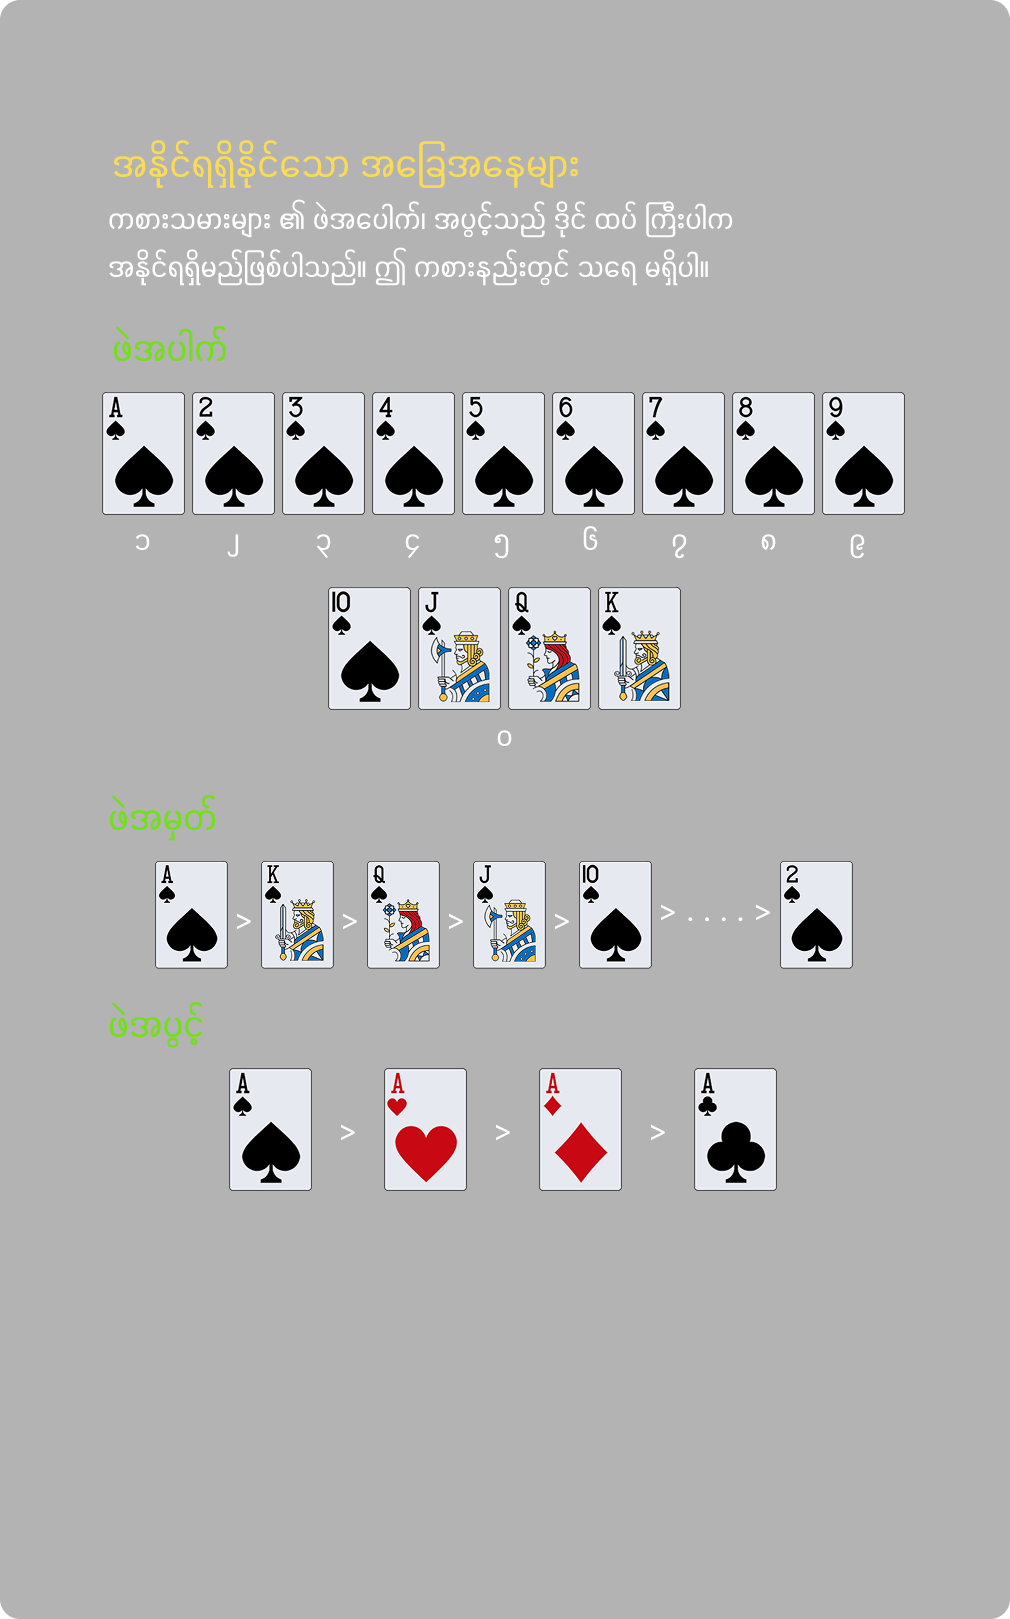 အနိုင်ရရှိနိုင်သော အခြေအနေများ
ကစားသမားများ ၏ ဖဲအပေါက်၊ အပွင့်သည် ဒိုင် ထပ် ကြီးပါက
အနိုင်ရရှိမည်ဖြစ်ပါသည်။ ဤ ကစားနည်းတွင် သရေ မရှိပါ။
ဖဲအပါက်
A 2 3 4 5 6 7 8 9
၁ ၂ ၃ ၄ ၅ ၆ ၇ ၈ ၉
10 J Q K
၀
ဖဲအမှတ်
A > K > Q > J > 10 > . . . . > 2
ဖဲအပွင့်
A > A > A > A